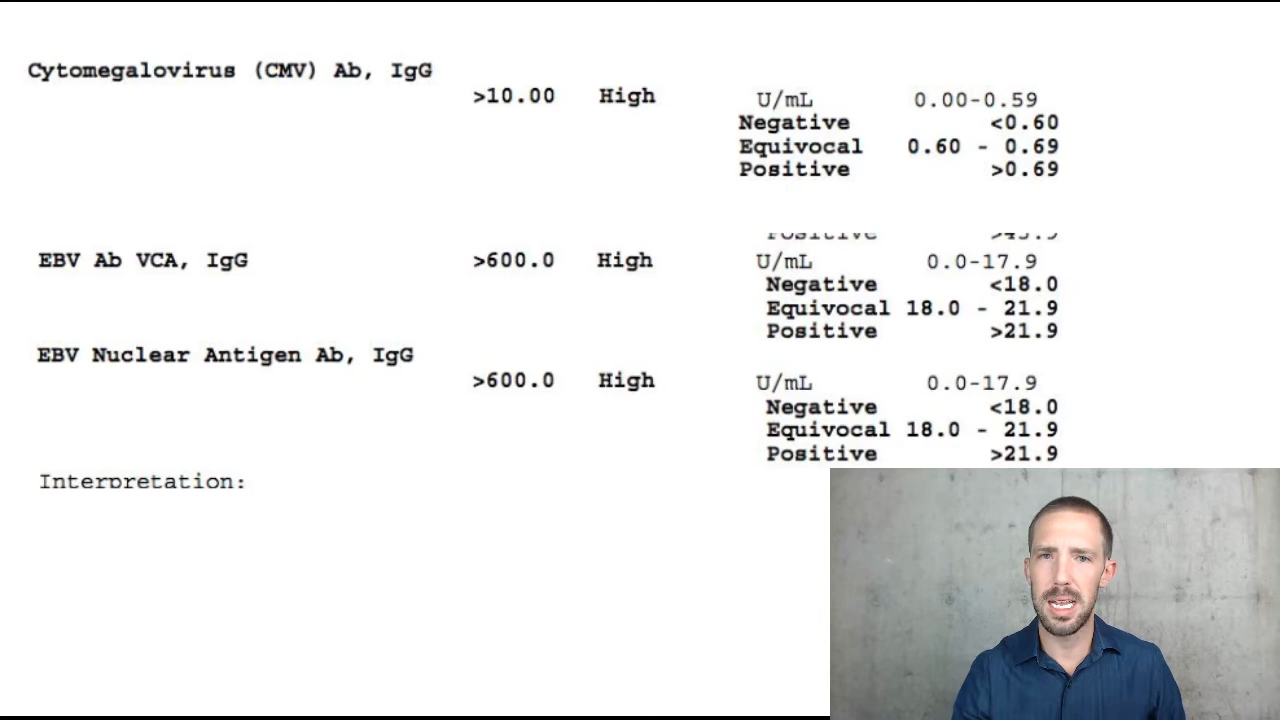 Cytomegalovirus (CMV) Ab, IgG
>10.00 High U/mL 0.00-0.59
Negative <0.60
Equivocal 0.60 - 0.69
Positive >0.69
Positive >43.9
EBV Ab VCA, IgG >600.0 High U/mL 0.0-17.9
Negative <18.0
Equivocal 18.0 - 21.9
Positive >21.9
EBV Nuclear Antigen Ab, IgG
>600.0 High U/mL 0.0-17.9
Negative <18.0
Equivocal 18.0 - 21.9
Positive >21.9
Interpretation: